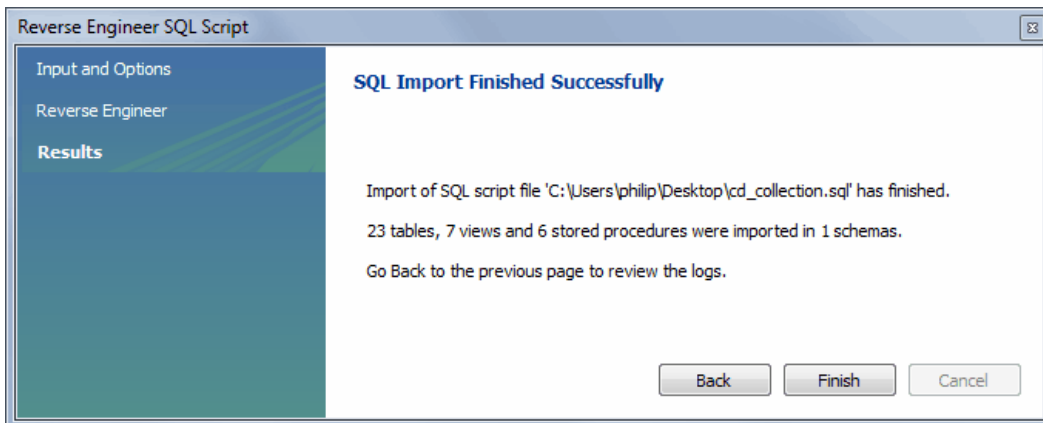 Reverse Engineer SQL Script
Input and Options
Reverse Engineer
Results
SQL Import Finished Successfully
Import of SQL script file 'C:\Users\philip\Desktop\cd_collection.sql' has finished.
23 tables, 7 views and 6 stored procedures were imported in 1 schemas.
Go Back to the previous page to review the logs.
Back
Finish
Cancel